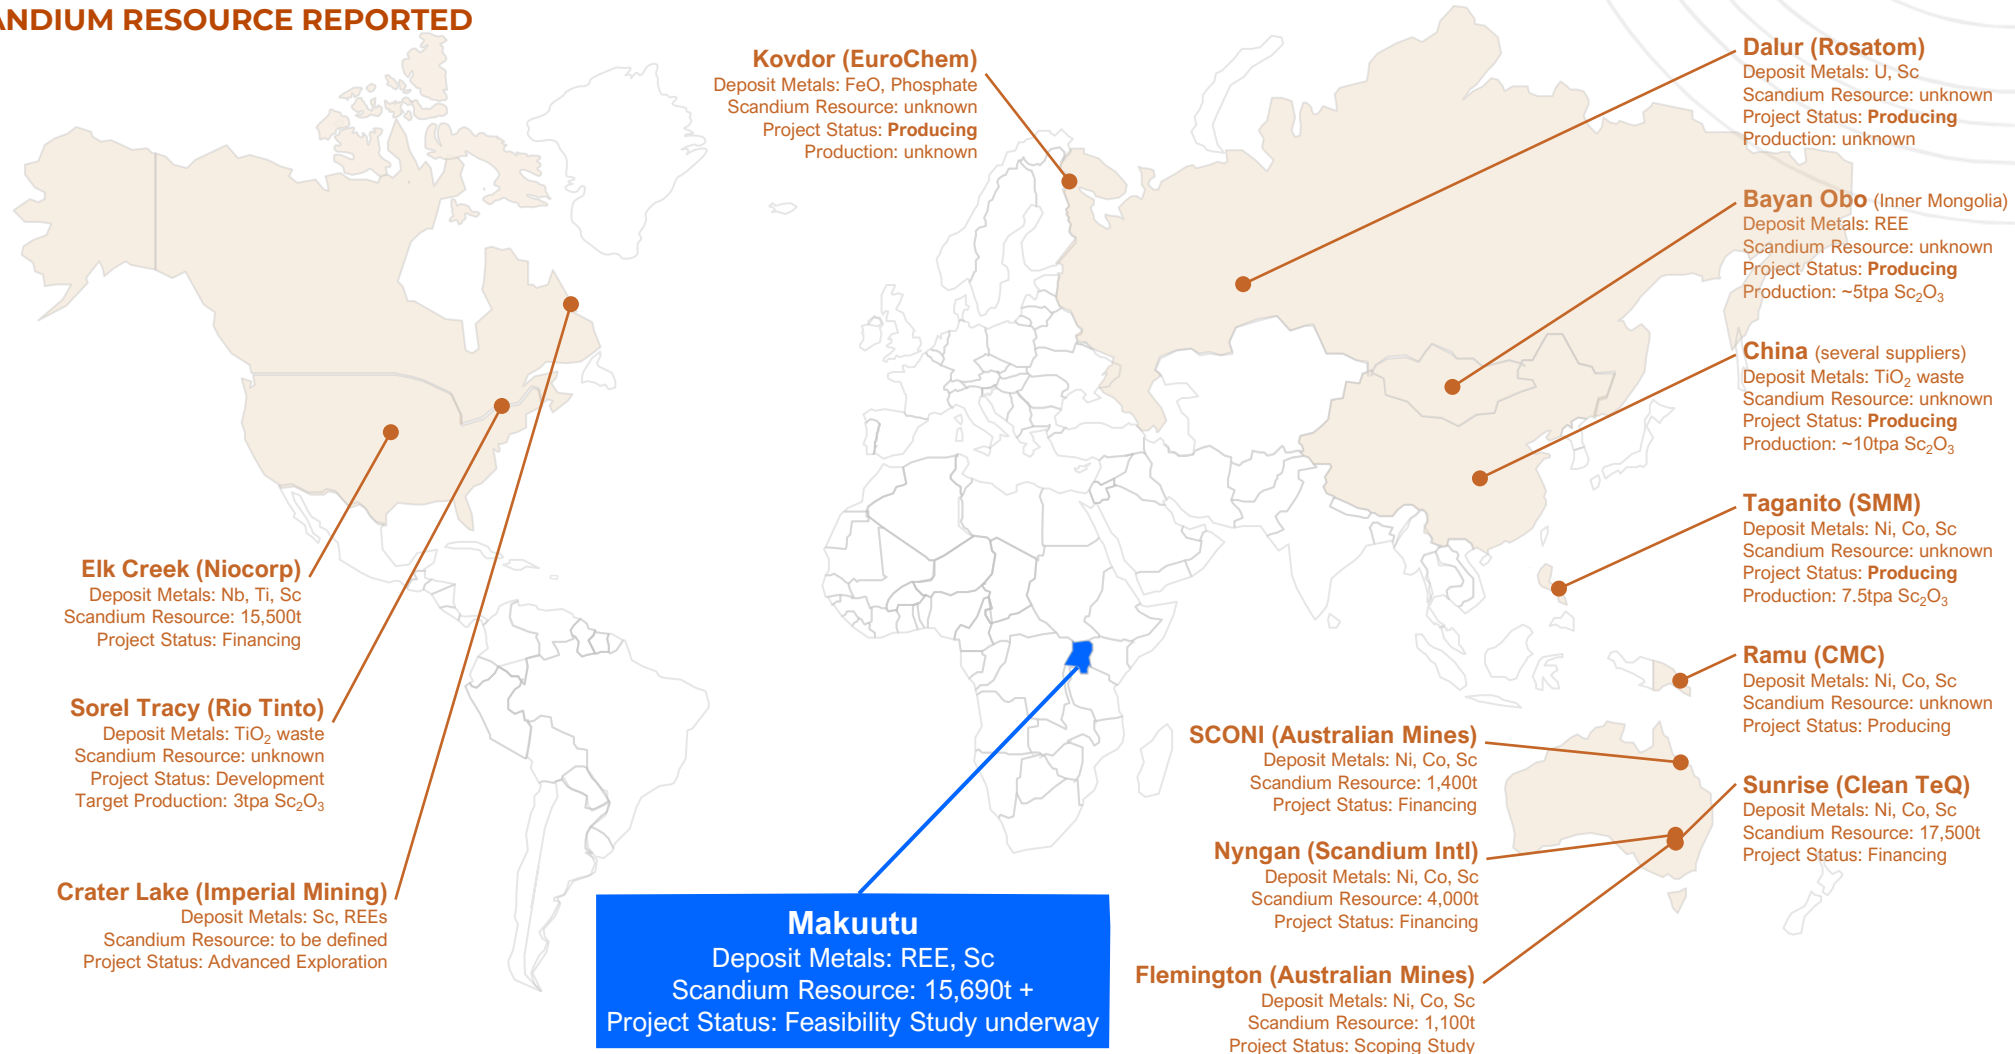 ANDIUM RESOURCE REPORTED
Kovdor (EuroChem)
Deposit Metals: FeO, Phosphate
Scandium Resource: unknown
Project Status: Producing
Production: unknown
Dalur (Rosatom)
Deposit Metals: U, Sc
Scandium Resource: unknown
Project Status: Producing
Production: unknown
Bayan Obo (Inner Mongolia)
Deposit Metals: REE
Scandium Resource: unknown
Project Status: Producing
Production: ~5tpa Sc₂O₃
China (several suppliers)
Deposit Metals: TiO₂ waste
Scandium Resource: unknown
Project Status: Producing
Production: ~10tpa Sc₂O₃
Taganito (SMM)
Deposit Metals: Ni, Co, Sc
Scandium Resource: unknown
Project Status: Producing
Production: 7.5tpa Sc₂O₃
Ramu (CMC)
Deposit Metals: Ni, Co, Sc
Scandium Resource: unknown
Project Status: Producing
Sunrise (Clean TeQ)
Deposit Metals: Ni, Co, Sc
Scandium Resource: 17,500t
Project Status: Financing
Elk Creek (Niocorp)
Deposit Metals: Nb, Ti, Sc
Scandium Resource: 15,500t
Project Status: Financing
Sorel Tracy (Rio Tinto)
Deposit Metals: TiO₂ waste
Scandium Resource: unknown
Project Status: Development
Target Production: 3tpa Sc₂O₃
Crater Lake (Imperial Mining)
Deposit Metals: Sc, REEs
Scandium Resource: to be defined
Project Status: Advanced Exploration
Makuutu
Deposit Metals: REE, Sc
Scandium Resource: 15,690t +
Project Status: Feasibility Study underway
SCONI (Australian Mines)
Deposit Metals: Ni, Co, Sc
Scandium Resource: 1,400t
Project Status: Financing
Nyngan (Scandium Intl)
Deposit Metals: Ni, Co, Sc
Scandium Resource: 4,000t
Project Status: Financing
Flemington (Australian Mines)
Deposit Metals: Ni, Co, Sc
Scandium Resource: 1,100t
Project Status: Scoping Study